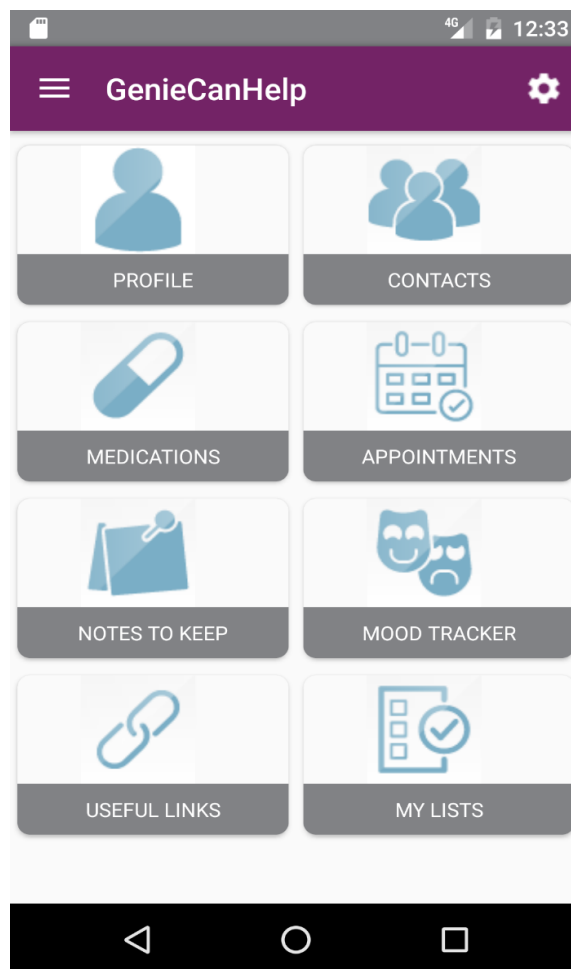 4G 12:33
GenieCanHelp
PROFILE CONTACTS
MEDICATIONS APPOINTMENTS
NOTES TO KEEP MOOD TRACKER
USEFUL LINKS MY LISTS